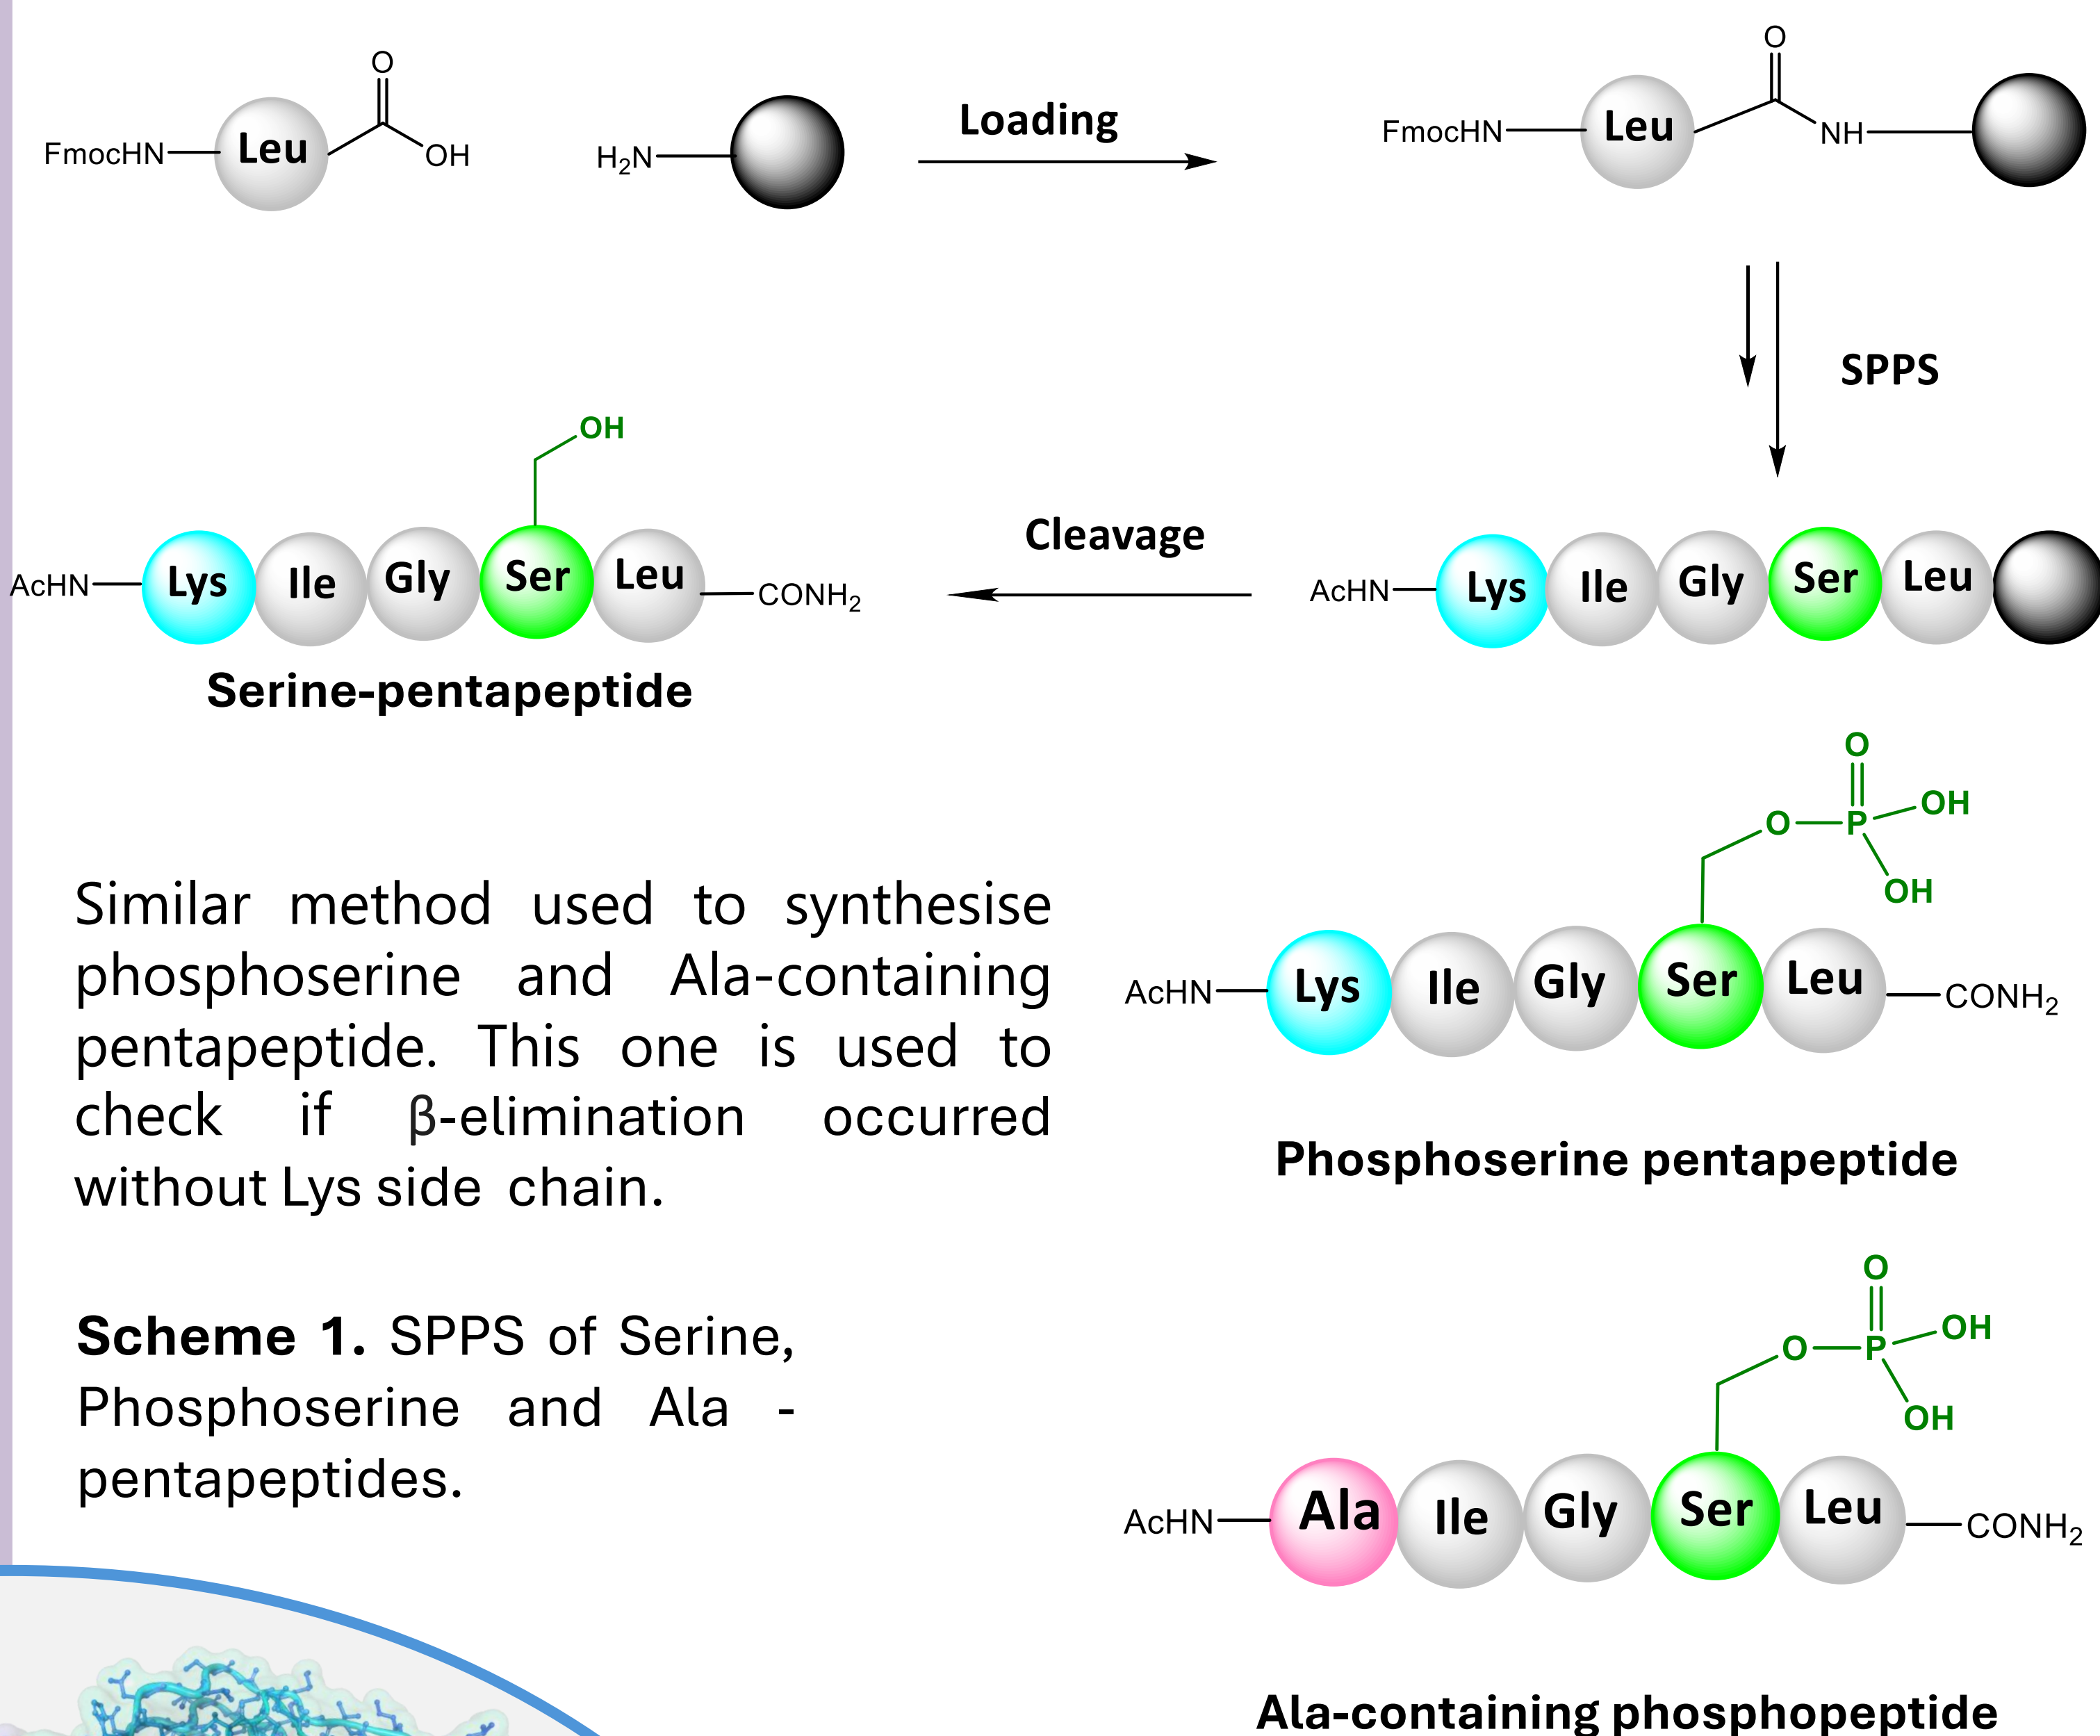 FmocHN Leu O OH H₂N Loading FmocHN Leu O NH
SPPS
OH
AcHN Lys Ile Gly Ser Leu CONH₂
Cleavage
AcHN Lys Ile Gly Ser Leu
Serine-pentapeptide
O
O P OH
OH
AcHN Lys Ile Gly Ser Leu CONH₂
Phosphoserine pentapeptide
Similar method used to synthesise
phosphoserine and Ala-containing
pentapeptide. This one is used to
check if β-elimination occurred
without Lys side chain.
Scheme 1. SPPS of Serine,
Phosphoserine and Ala -
pentapeptides.
O
O P OH
OH
AcHN Ala Ile Gly Ser Leu CONH₂
Ala-containing phosphopeptide